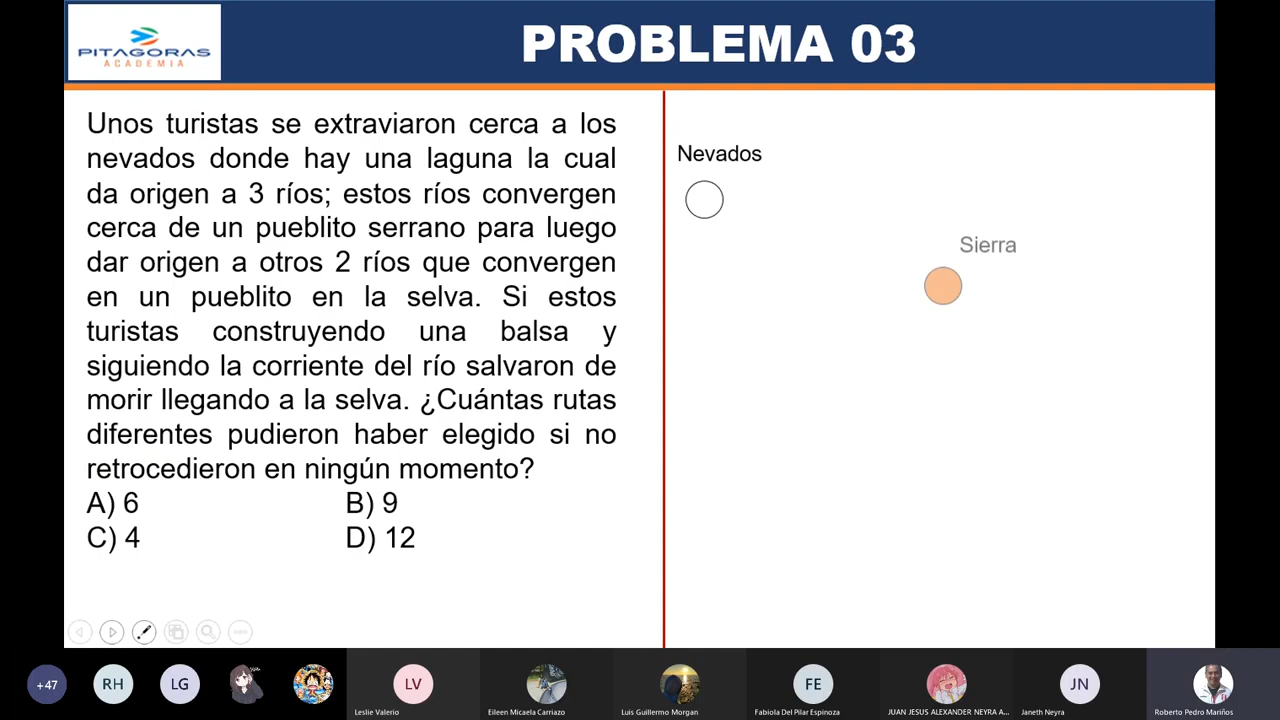 PITAGORAS
ACADEMIA
PROBLEMA 03
Unos turistas se extraviaron cerca a los
nevados donde hay una laguna la cual
da origen a 3 ríos; estos ríos convergen
cerca de un pueblito serrano para luego
dar origen a otros 2 ríos que convergen
en un pueblito en la selva. Si estos
turistas construyendo una balsa y
siguiendo la corriente del río salvaron de
morir llegando a la selva. ¿Cuántas rutas
diferentes pudieron haber elegido si no
retrocedieron en ningún momento?
A) 6 B) 9
C) 4 D) 12
Nevados
Sierra
+47 RH LG LV FE JN
Leslie Valerio Eileen Micaela Carriazo Luis Guillermo Morgan Fabiola Del Pilar Espinoza JUAN JESUS ALEXANDER NEYRA A... Janeth Neyra Roberto Pedro Mariños